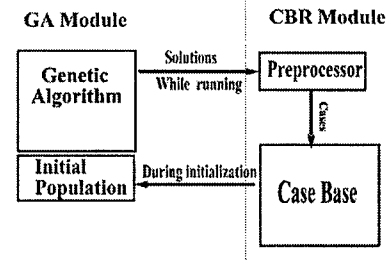 GA Module
CBR Module
Genetic
Algorithm
Solutions
While running
Preprocessor
Cases
Initial
Population
During initialization
Case Base